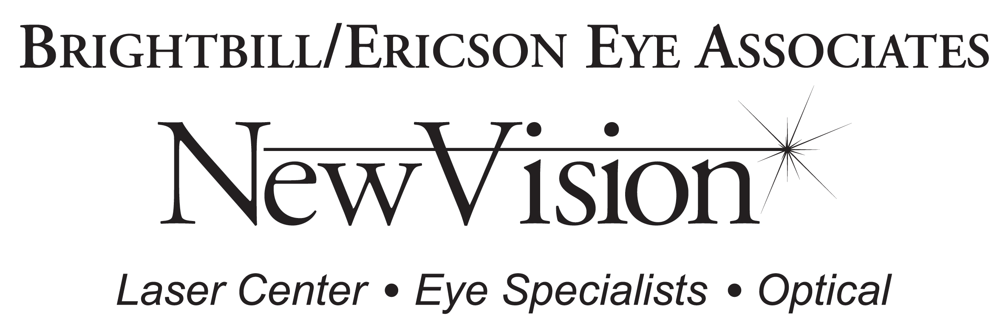 Brightbill/Ericson Eye Associates
NewVision
Laser Center • Eye Specialists • Optical